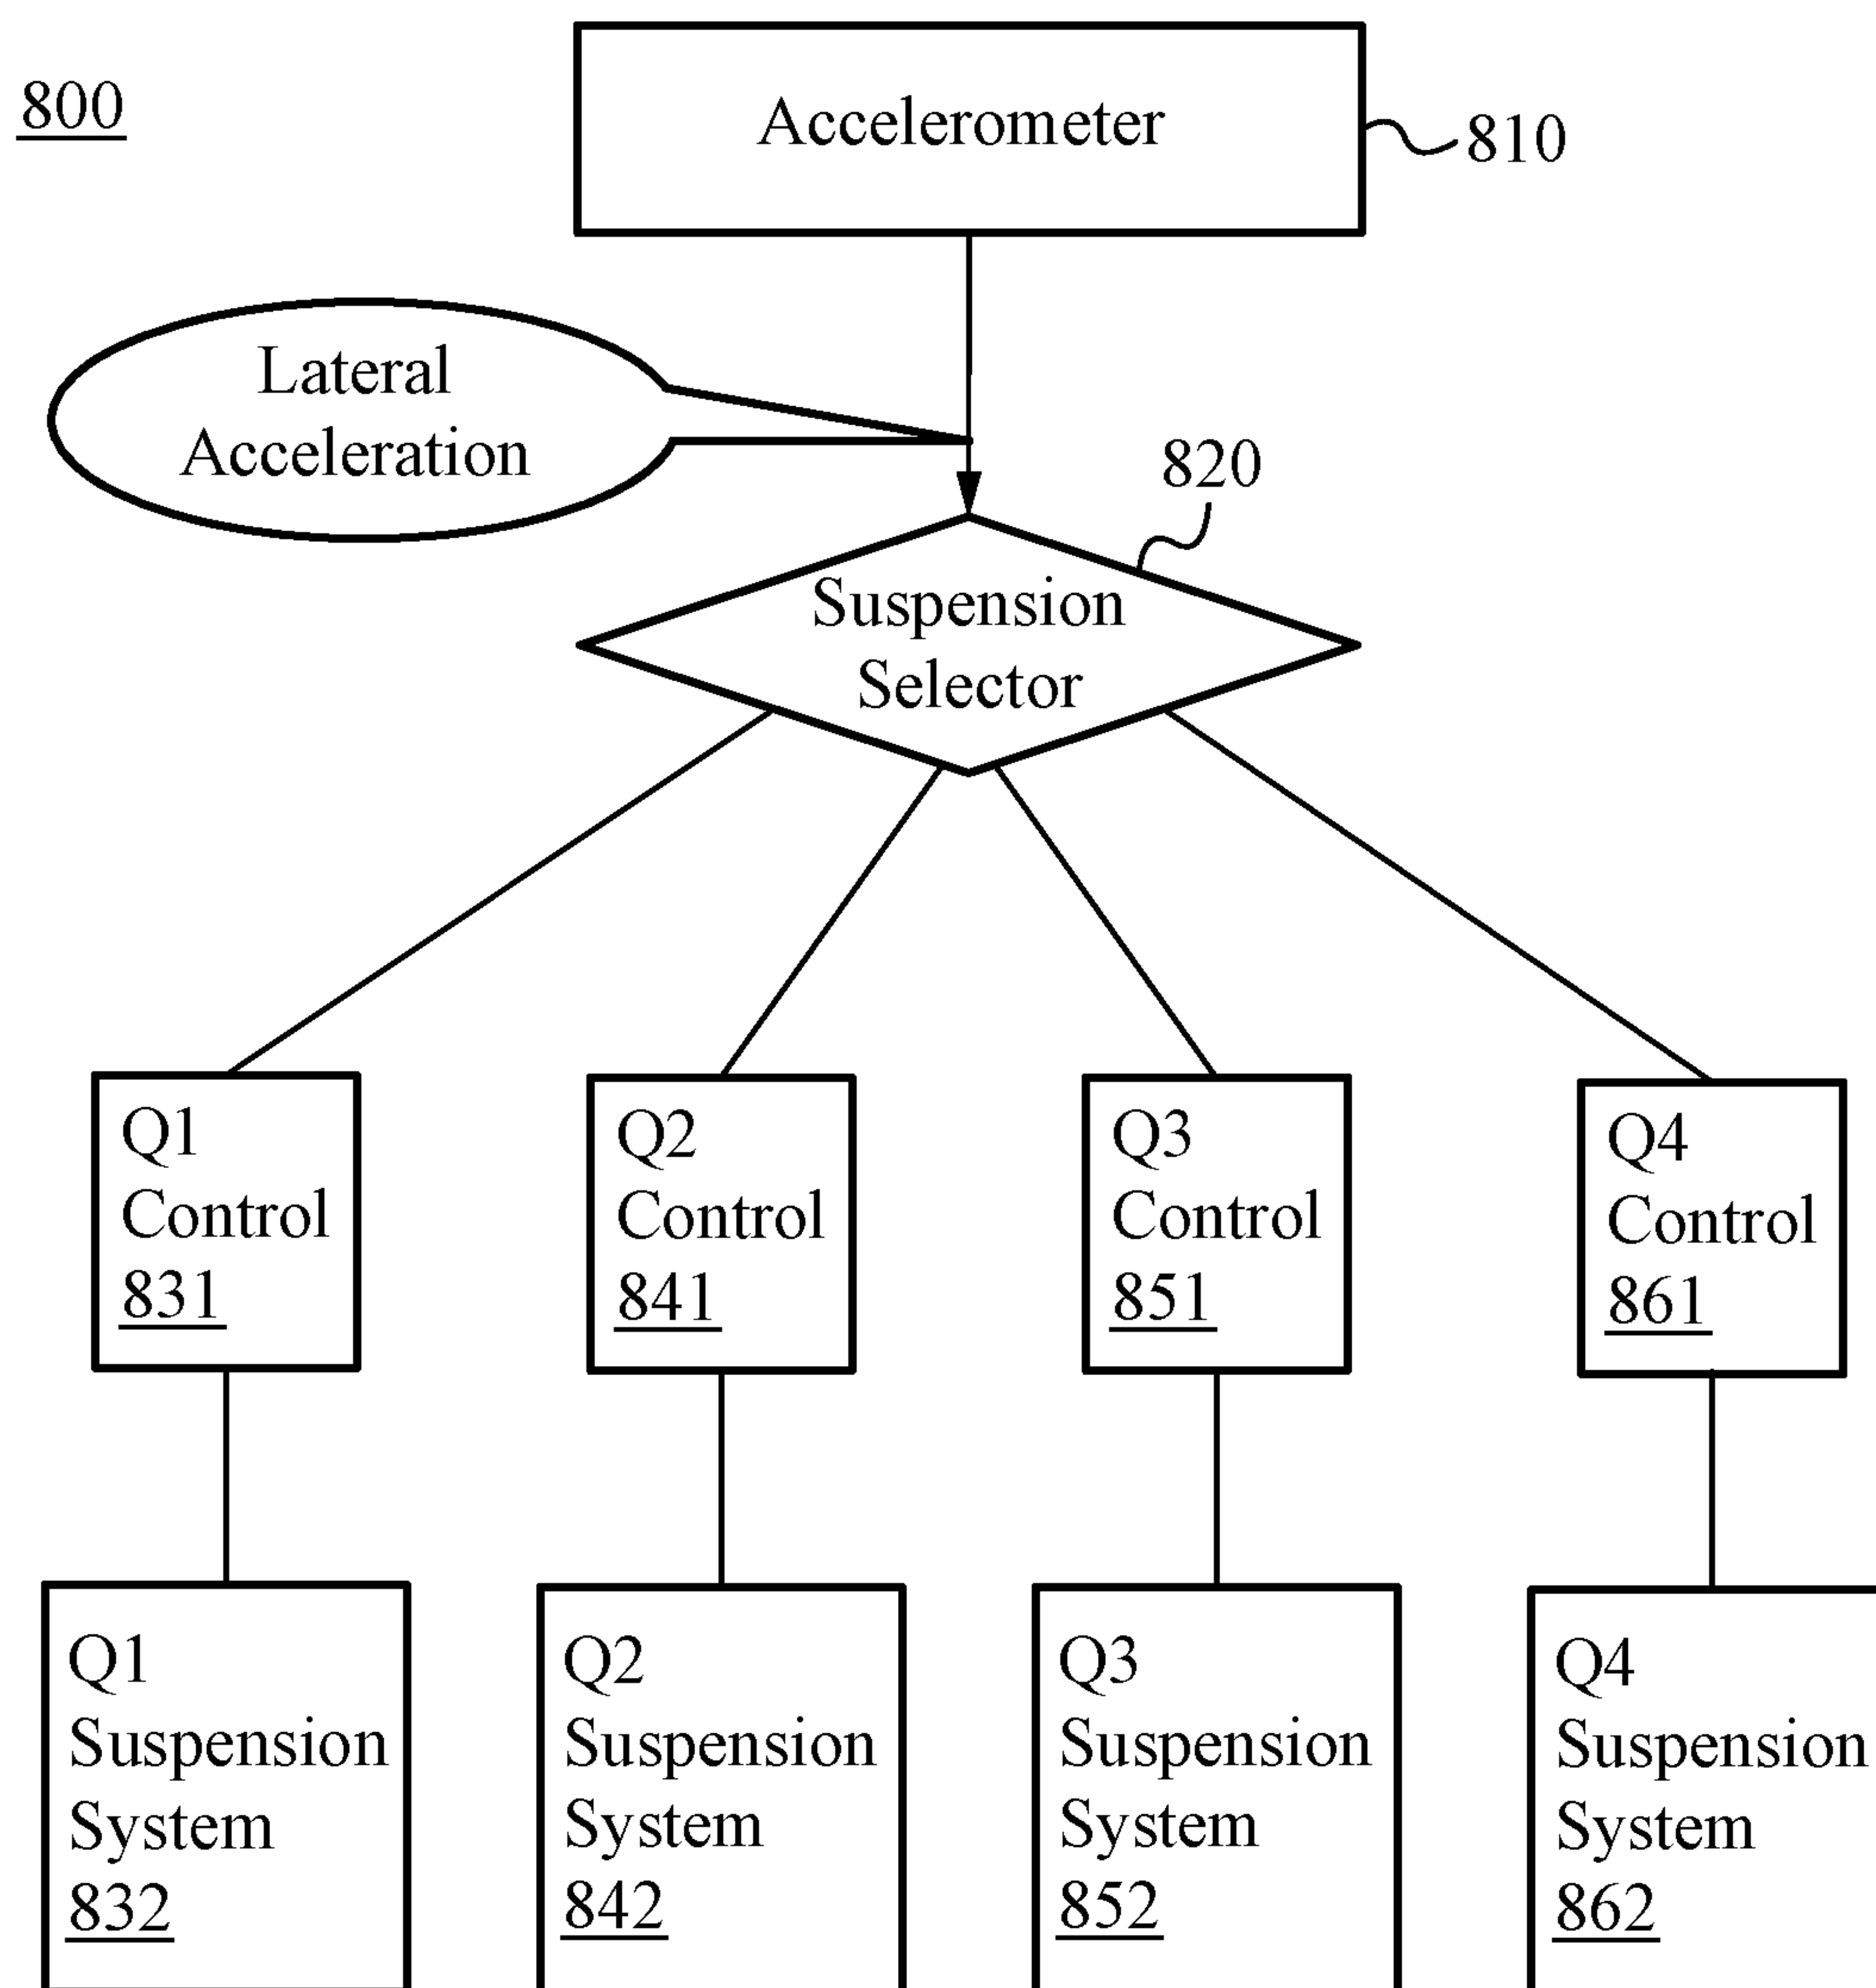 800
Accelerometer
810
Lateral
Acceleration
820
Suspension
Selector
Q1
Control
831
Q2
Control
841
Q3
Control
851
Q4
Control
861
Q1
Suspension
System
832
Q2
Suspension
System
842
Q3
Suspension
System
852
Q4
Suspension
System
862